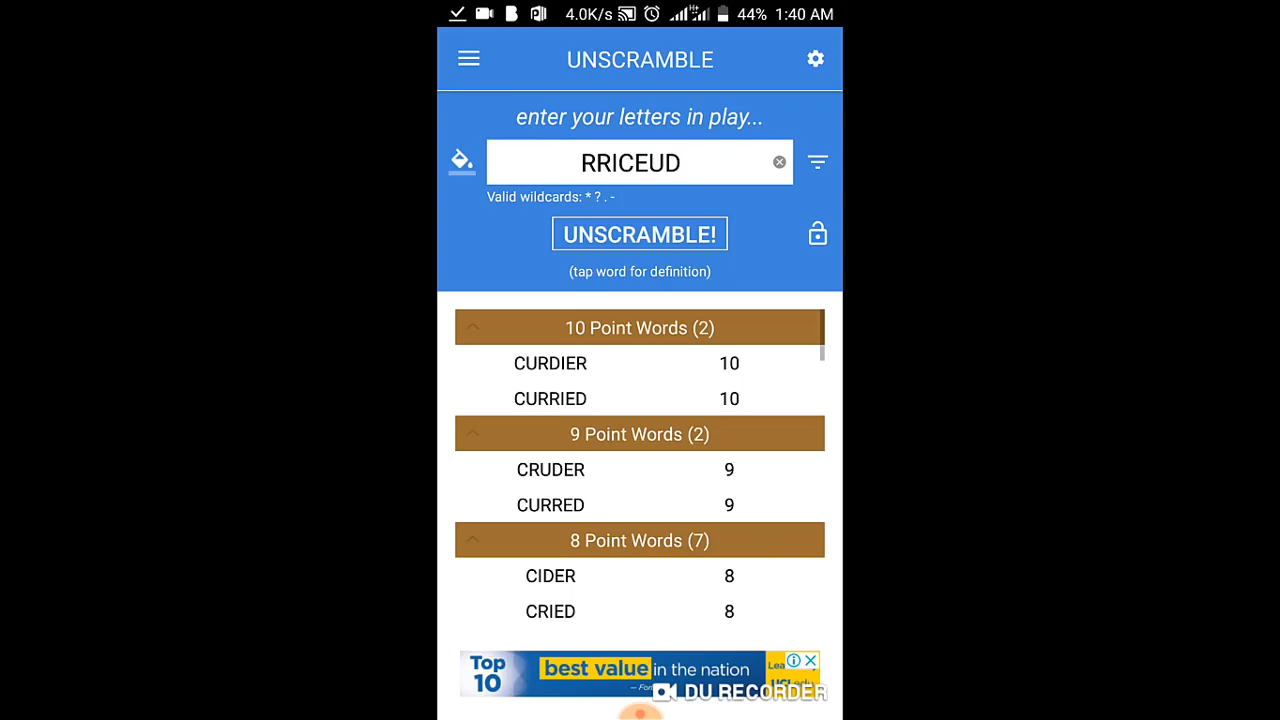 4.0K/s H+ 44% 1:40 AM
UNSCRAMBLE
enter your letters in play...
RRICEUD
Valid wildcards: * ? . -
UNSCRAMBLE!
(tap word for definition)
10 Point Words (2)
CURDIER 10
CURRIED 10
9 Point Words (2)
CRUDER 9
CURRED 9
8 Point Words (7)
CIDER 8
CRIED 8
Top 10 best value in the nation
DU RECORDER